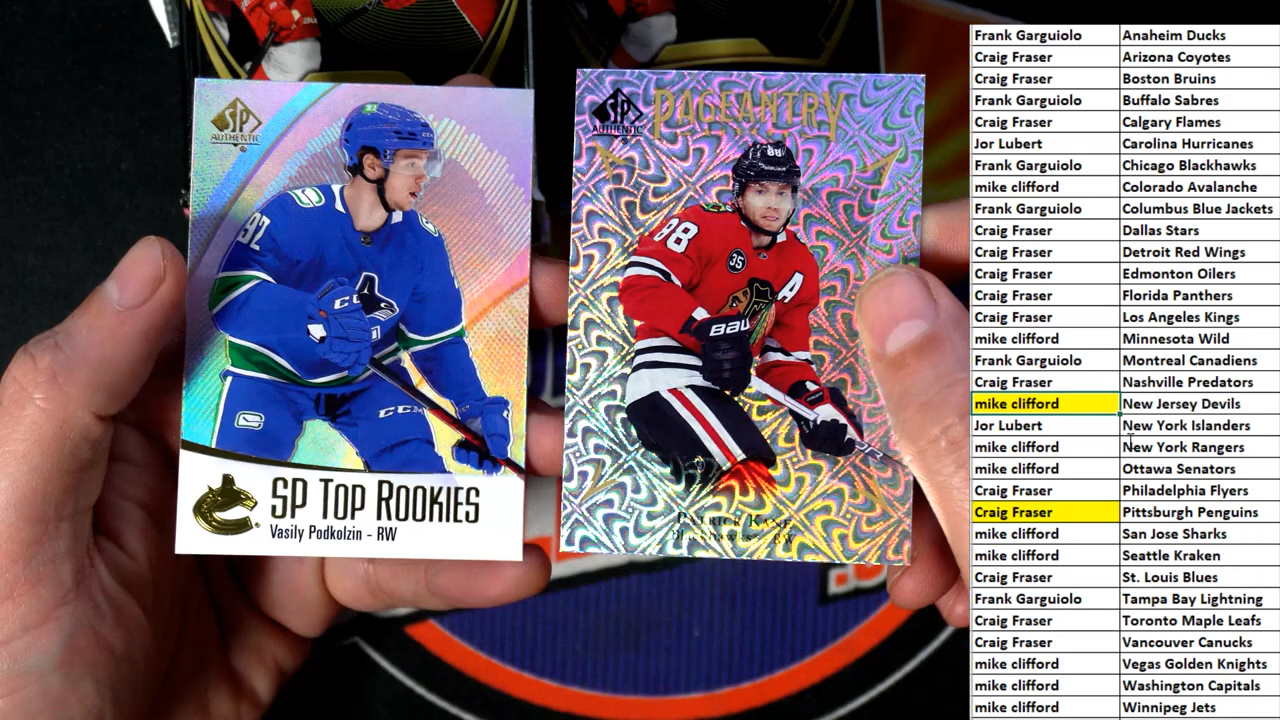 SP
AUTHENTIC
92
CCM
SP TOP ROOKIES
Vasily Podkolzin - RW
SP
AUTHENTIC
PAGEANTRY
88
88
35
A
BAU
PATRICK KANE
BLACKHAWKS RW
Frank Garguiolo Anaheim Ducks
Craig Fraser Arizona Coyotes
Craig Fraser Boston Bruins
Frank Garguiolo Buffalo Sabres
Craig Fraser Calgary Flames
Jor Lubert Carolina Hurricanes
Frank Garguiolo Chicago Blackhawks
mike clifford Colorado Avalanche
Frank Garguiolo Columbus Blue Jackets
Craig Fraser Dallas Stars
Craig Fraser Detroit Red Wings
Craig Fraser Edmonton Oilers
Craig Fraser Florida Panthers
Craig Fraser Los Angeles Kings
mike clifford Minnesota Wild
Frank Garguiolo Montreal Canadiens
Craig Fraser Nashville Predators
mike clifford New Jersey Devils
Jor Lubert New York Islanders
mike clifford New York Rangers
mike clifford Ottawa Senators
Craig Fraser Philadelphia Flyers
Craig Fraser Pittsburgh Penguins
mike clifford San Jose Sharks
mike clifford Seattle Kraken
Craig Fraser St. Louis Blues
Frank Garguiolo Tampa Bay Lightning
Craig Fraser Toronto Maple Leafs
Craig Fraser Vancouver Canucks
mike clifford Vegas Golden Knights
mike clifford Washington Capitals
mike clifford Winnipeg Jets